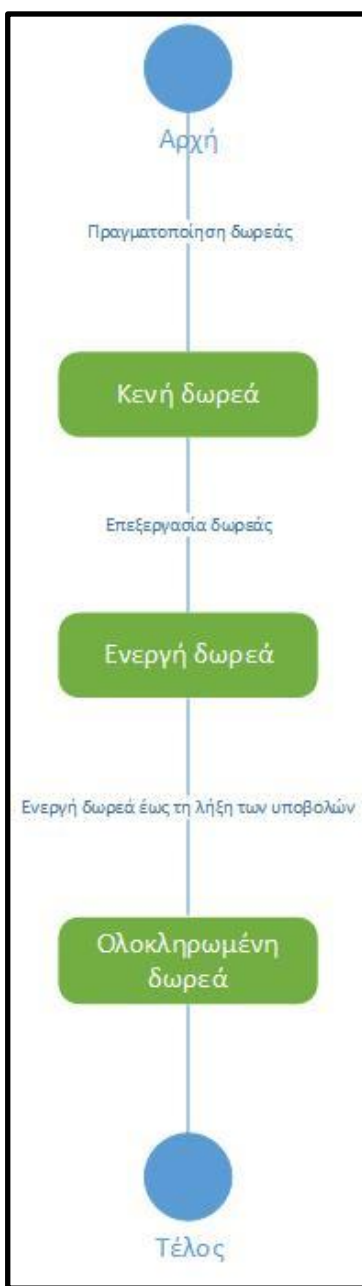 Αρχή
Πραγματοποίηση δωρεάς
Κενή δωρεά
Επεξεργασία δωρεάς
Ενεργή δωρεά
Ενεργή δωρεά έως τη λήξη των υποβολών
Ολοκληρωμένη
δωρεά
Τέλος